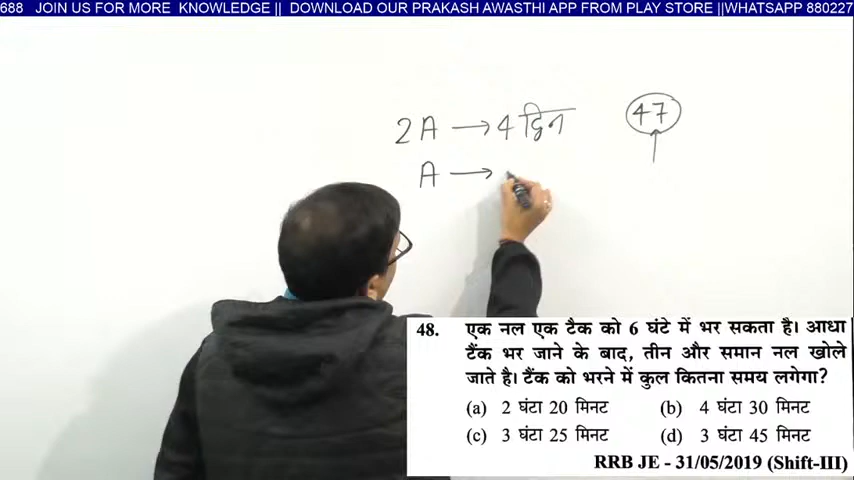 688 JOIN US FOR MORE KNOWLEDGE || DOWNLOAD OUR PRAKASH AWASTHI APP FROM PLAY STORE ||WHATSAPP 880227
2A → 4 दिन
47
A →
48. एक नल एक टैक को 6 घंटे में भर सकता है। आधा
टैंक भर जाने के बाद, तीन और समान नल खोले
जाते है। टैंक को भरने में कुल कितना समय लगेगा?
(a) 2 घंटा 20 मिनट (b) 4 घंटा 30 मिनट
(c) 3 घंटा 25 मिनट (d) 3 घंटा 45 मिनट
RRB JE - 31/05/2019 (Shift-III)